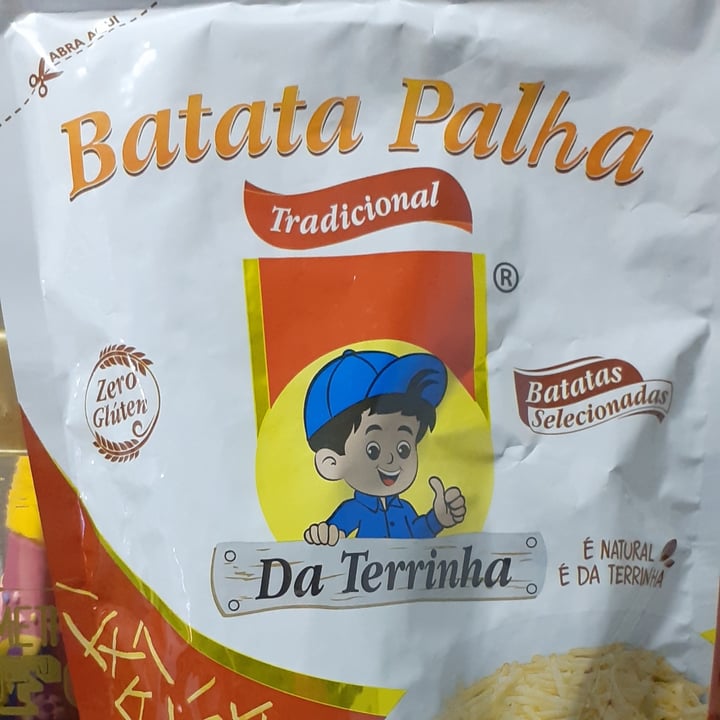 ABRA AQUI
Batata Palha
Tradicional
®
Zero
Glúten
Batatas
Selecionadas
Da Terrinha
É NATURAL
É DA TERRINHA